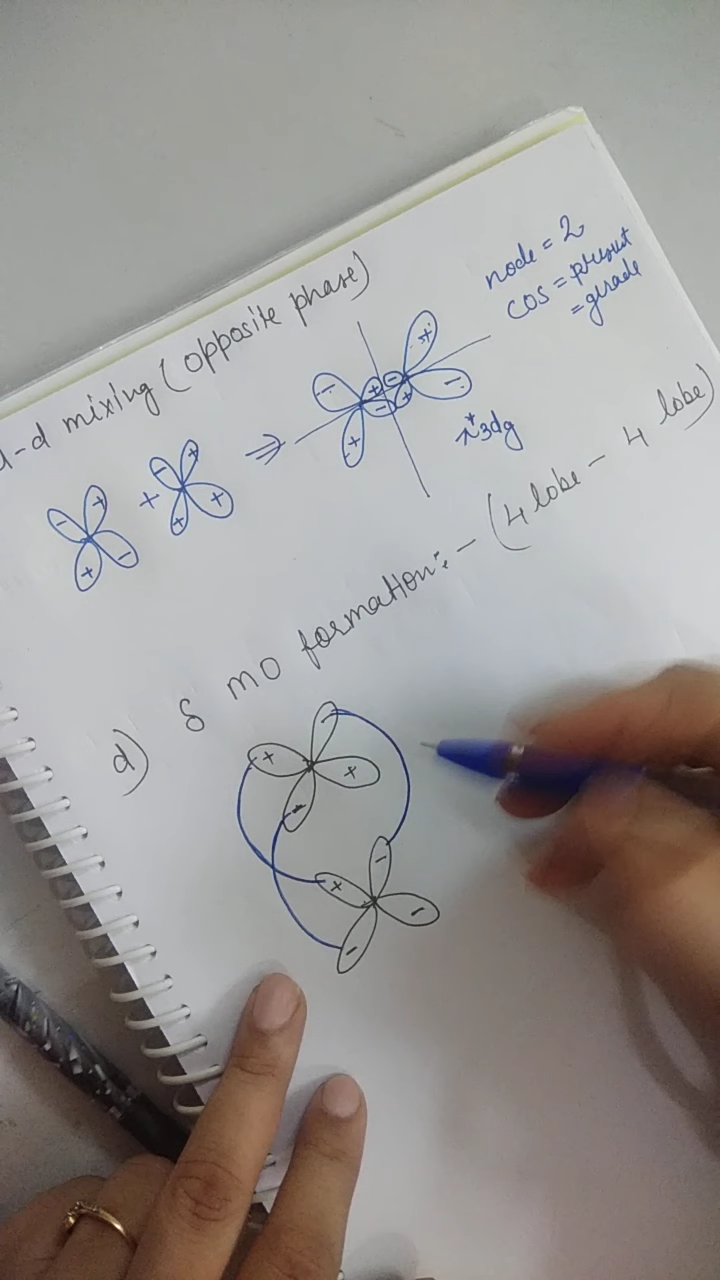 d-d mixing (opposite phase)
node = 2
cos = present
= gerade
- + + -
+
- + + +
⇒
- + + - - + + -
π*3dg
d) δ MO formation:- (4 lobe - 4 lobe)
- + + -
- + - -